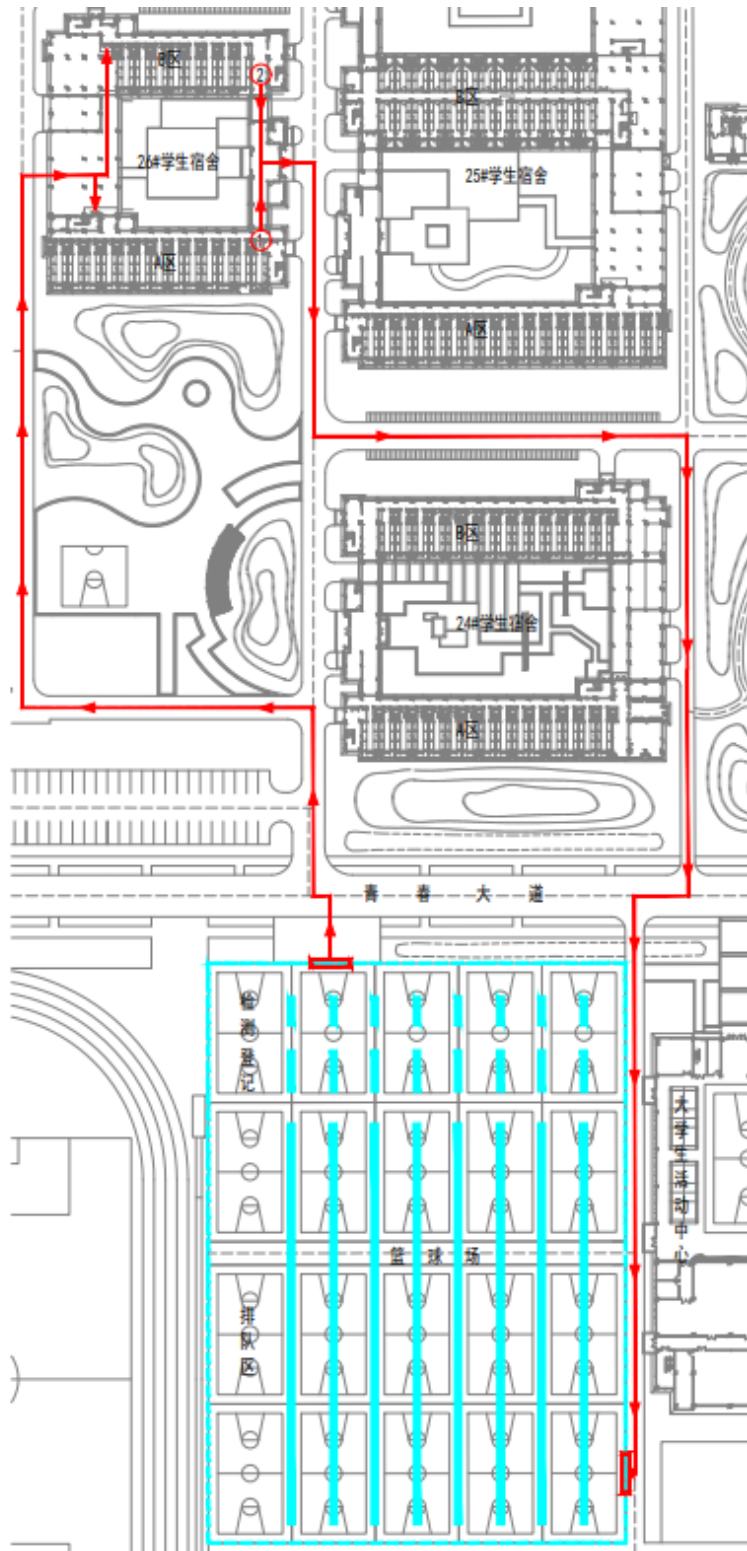 B区
②
26#学生宿舍
①
A区
B区
25#学生宿舍
A区
B区
24#学生宿舍
A区
青春大道
检测登记
大学生活动中心
篮球场
排队区